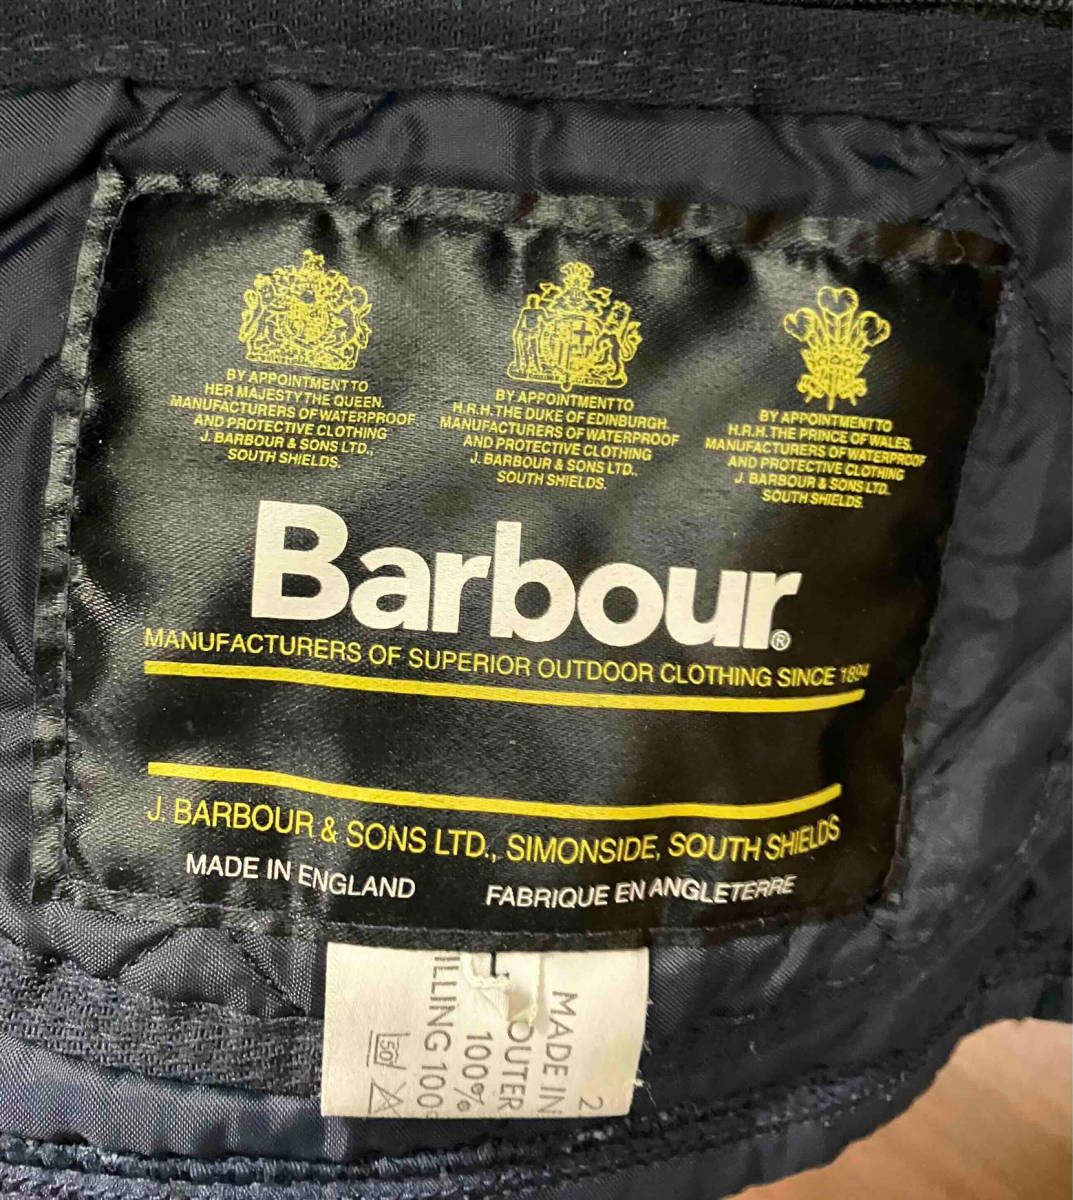 BY APPOINTMENT TO
HER MAJESTY THE QUEEN.
MANUFACTURERS OF WATERPROOF
AND PROTECTIVE CLOTHING
J. BARBOUR & SONS LTD.,
SOUTH SHIELDS.
BY APPOINTMENT TO
H.R.H. THE DUKE OF EDINBURGH.
MANUFACTURERS OF WATERPROOF
AND PROTECTIVE CLOTHING
J. BARBOUR & SONS LTD.
SOUTH SHIELDS.
BY APPOINTMENT TO
H.R.H. THE PRINCE OF WALES.
MANUFACTURERS OF WATERPROOF
AND PROTECTIVE CLOTHING
J. BARBOUR & SONS LTD.
SOUTH SHIELDS.
Barbour®
MANUFACTURERS OF SUPERIOR OUTDOOR CLOTHING SINCE 1894
J. BARBOUR & SONS LTD., SIMONSIDE, SOUTH SHIELDS
MADE IN ENGLAND FABRIQUE EN ANGLETERRE
2
MADE IN
OUTER
100%
ILLING 100
50
A